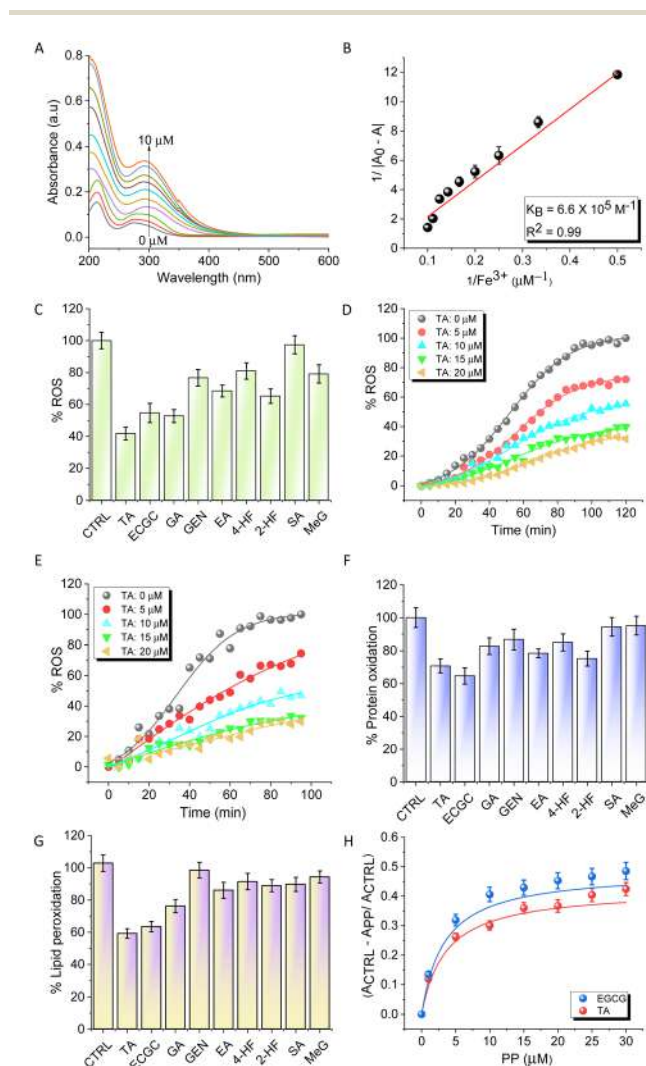 A
Absorbance (a.u)
0.8
0.6
0.4
0.2
0.0
10 μM
0 μM
200 300 400 500 600
Wavelength (nm)
B
1/ |A0 - A|
12
10
8
6
4
2
0
KB = 6.6 X 10^5 M^-1
R^2 = 0.99
0.1 0.2 0.3 0.4 0.5
1/Fe3+ (μM−1)
C
% ROS
120
100
80
60
40
20
0
CTRL TA ECGC GA GEN EA 4-HF 2-HF SA MeG
D
% ROS
120
100
80
60
40
20
0
TA: 0 μM
TA: 5 μM
TA: 10 μM
TA: 15 μM
TA: 20 μM
0 20 40 60 80 100 120
Time (min)
E
% ROS
120
100
80
60
40
20
0
TA: 0 μM
TA: 5 μM
TA: 10 μM
TA: 15 μM
TA: 20 μM
0 20 40 60 80 100
Time (min)
F
% Protein oxidation
120
100
80
60
40
20
0
CTRL TA ECGC GA GEN EA 4-HF 2-HF SA MeG
G
% Lipid peroxidation
120
100
80
60
40
20
0
CTRL TA ECGC GA GEN EA 4-HF 2-HF SA MeG
H
(ACTRL - APP/ ACTRL)
0.6
0.5
0.4
0.3
0.2
0.1
0.0
EGCG
TA
0 5 10 15 20 25 30
PP (μM)